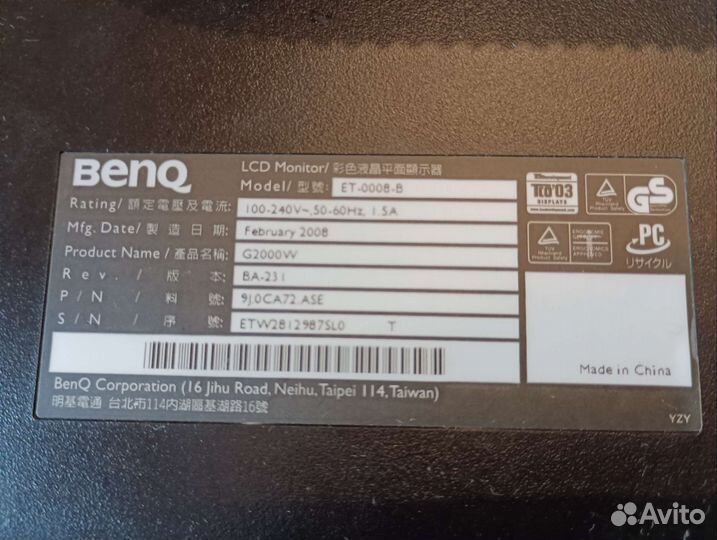 BenQ
LCD Monitor/ 彩色液晶平面顯示器
Model/ 型號: ET-0008-B
Rating/ 額定電壓及電流: 100-240V~, 50-60Hz, 1.5A
Mfg. Date/ 製造日期: February 2008
Product Name / 產品名稱: G2000W
Rev. / 版本: BA-231
P/N / 料號: 9J.0CA72.ASE
S/N / 序號: ETW2812987SL0 T
BenQ Corporation (16 Jihu Road, Neihu, Taipei 114, Taiwan)
明基電通 台北市114內湖區基湖路16號
TCO'03
DISPLAYS
TÜV
GS
TÜV
ERGONOMICS
APPROVED
PC
リサイクル
Made in China
YZY
Avito